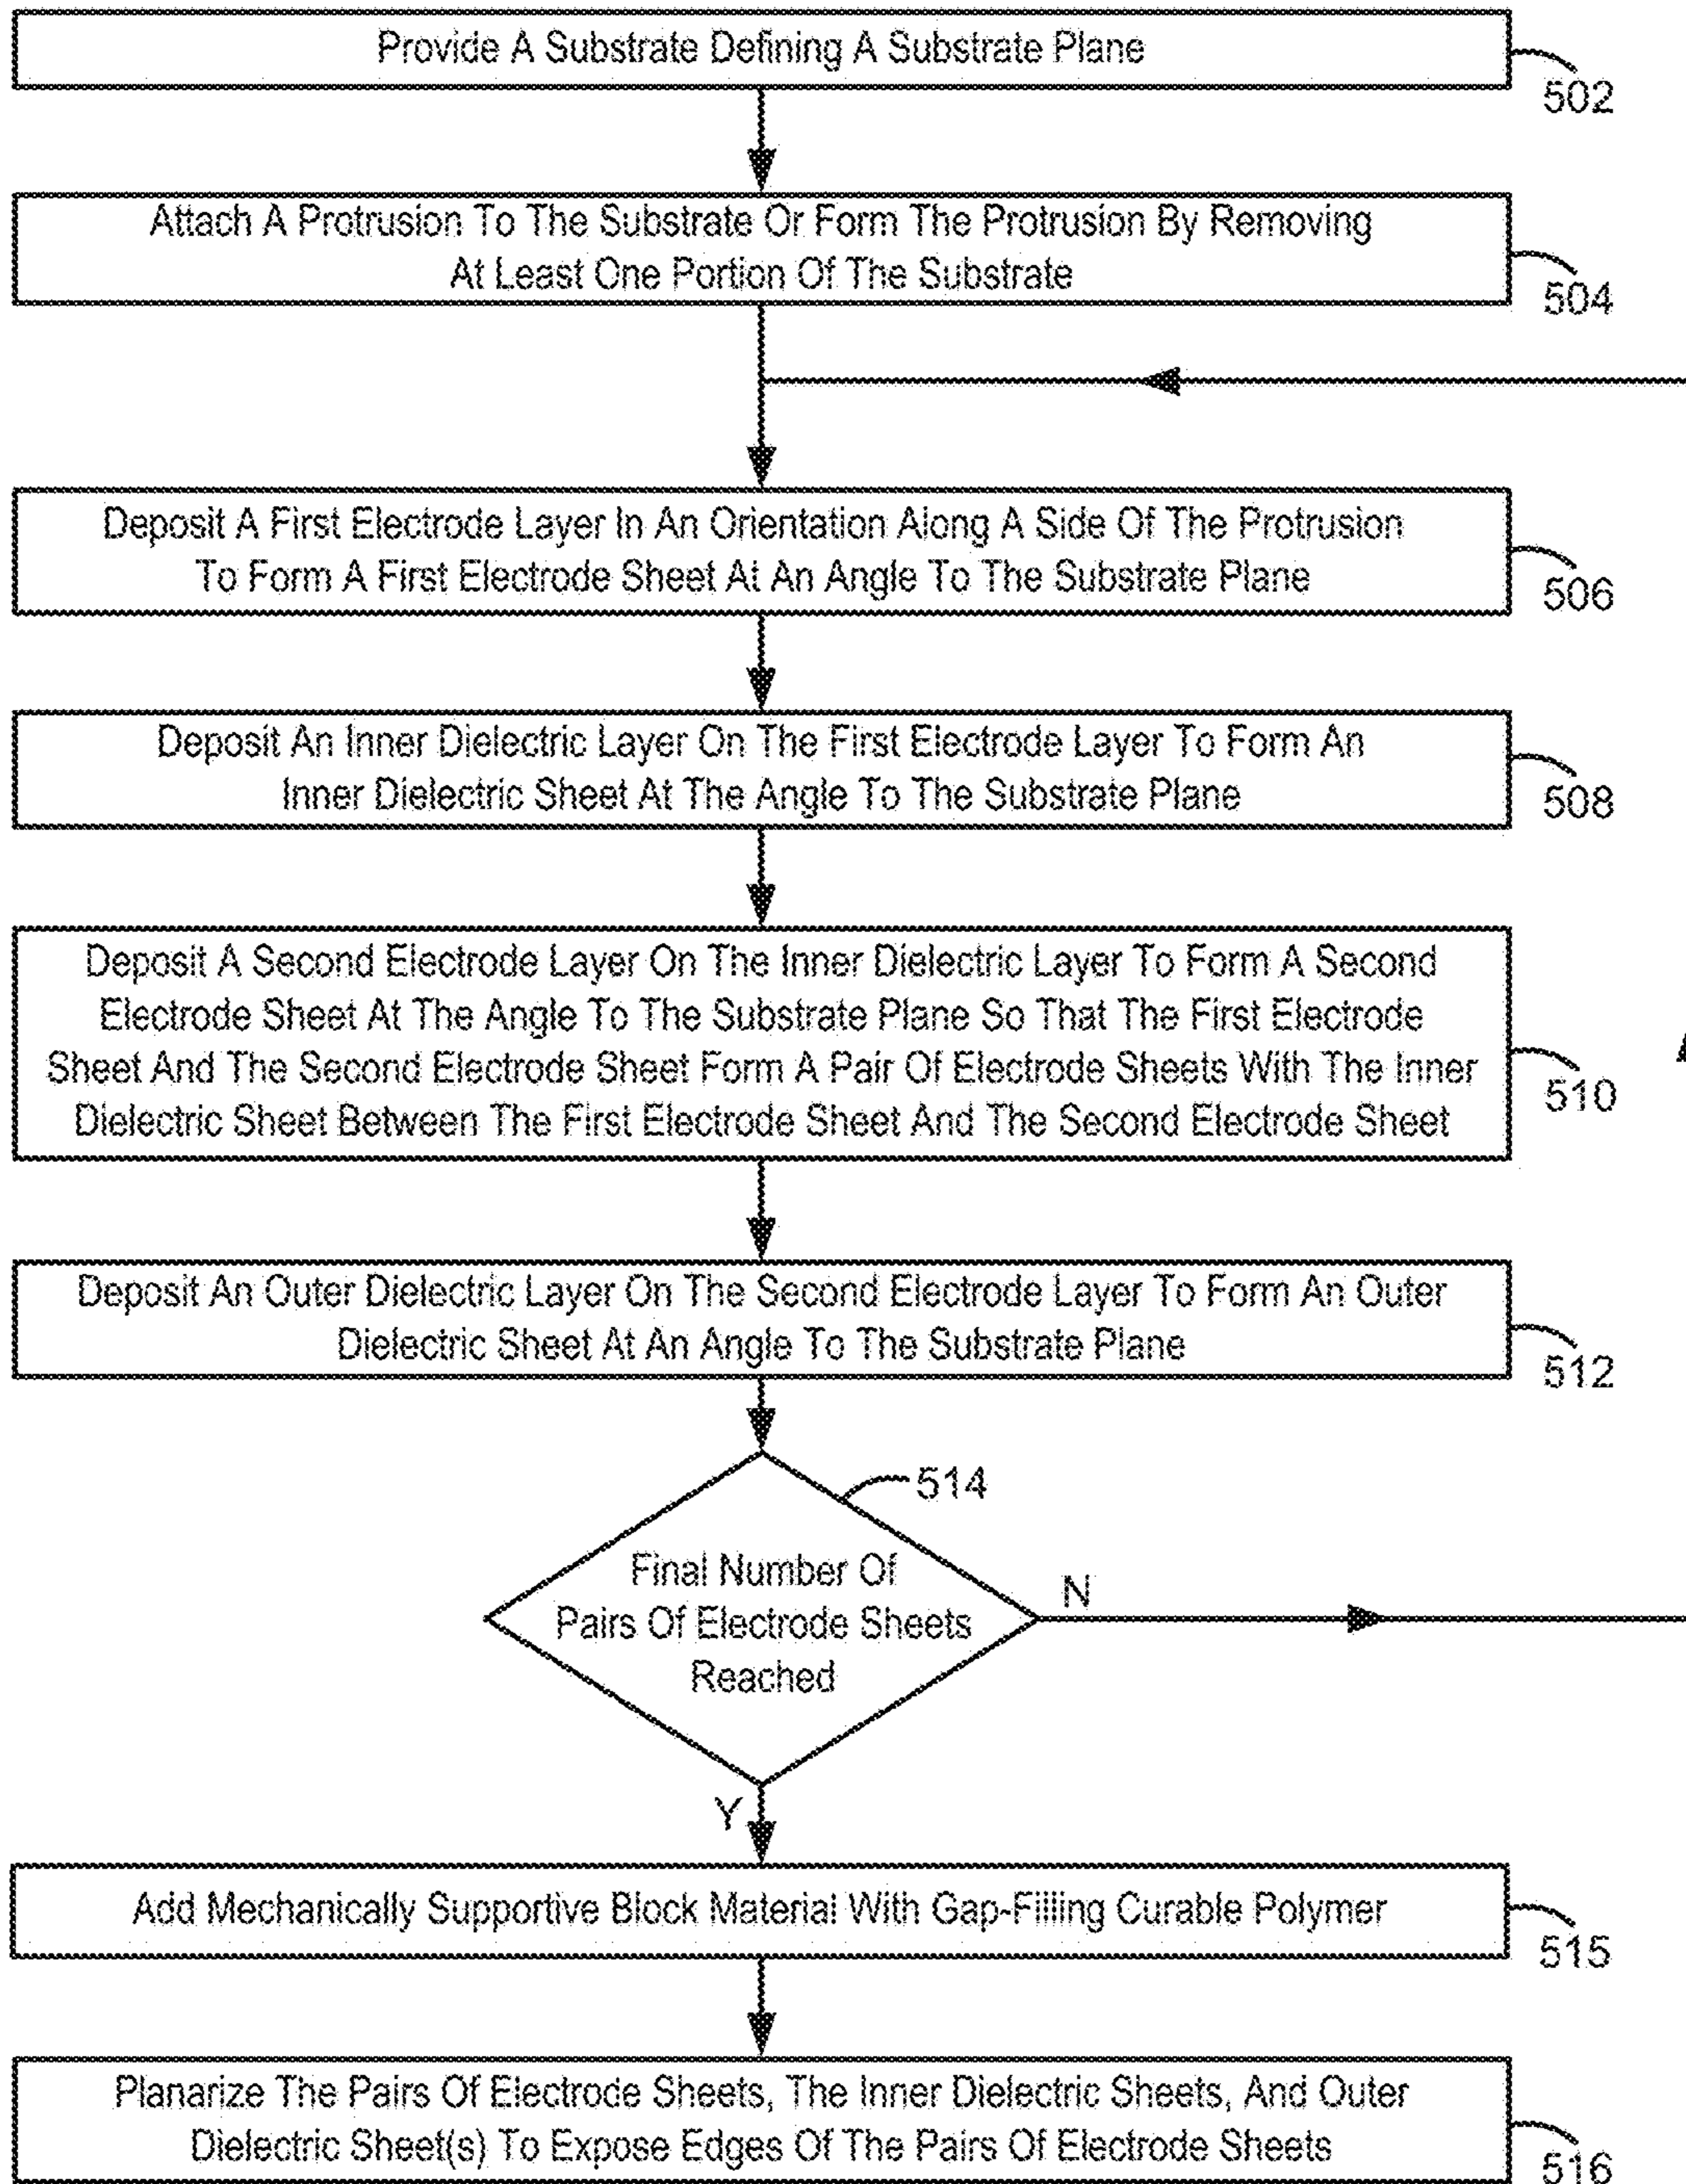 Provide A Substrate Defining A Substrate Plane
502
Attach A Protrusion To The Substrate Or Form The Protrusion By Removing
At Least One Portion Of The Substrate
504
Deposit A First Electrode Layer In An Orientation Along A Side Of The Protrusion
To Form A First Electrode Sheet At An Angle To The Substrate Plane
506
Deposit An Inner Dielectric Layer On The First Electrode Layer To Form An
Inner Dielectric Sheet At The Angle To The Substrate Plane
508
Deposit A Second Electrode Layer On The Inner Dielectric Layer To Form A Second
Electrode Sheet At The Angle To The Substrate Plane So That The First Electrode
Sheet And The Second Electrode Sheet Form A Pair Of Electrode Sheets With The Inner
Dielectric Sheet Between The First Electrode Sheet And The Second Electrode Sheet
510
Deposit An Outer Dielectric Layer On The Second Electrode Layer To Form An Outer
Dielectric Sheet At An Angle To The Substrate Plane
512
514
Final Number Of
Pairs Of Electrode Sheets
Reached
N
Y
Add Mechanically Supportive Block Material With Gap-Filling Curable Polymer
515
Planarize The Pairs Of Electrode Sheets, The Inner Dielectric Sheets, And Outer
Dielectric Sheet(s) To Expose Edges Of The Pairs Of Electrode Sheets
516